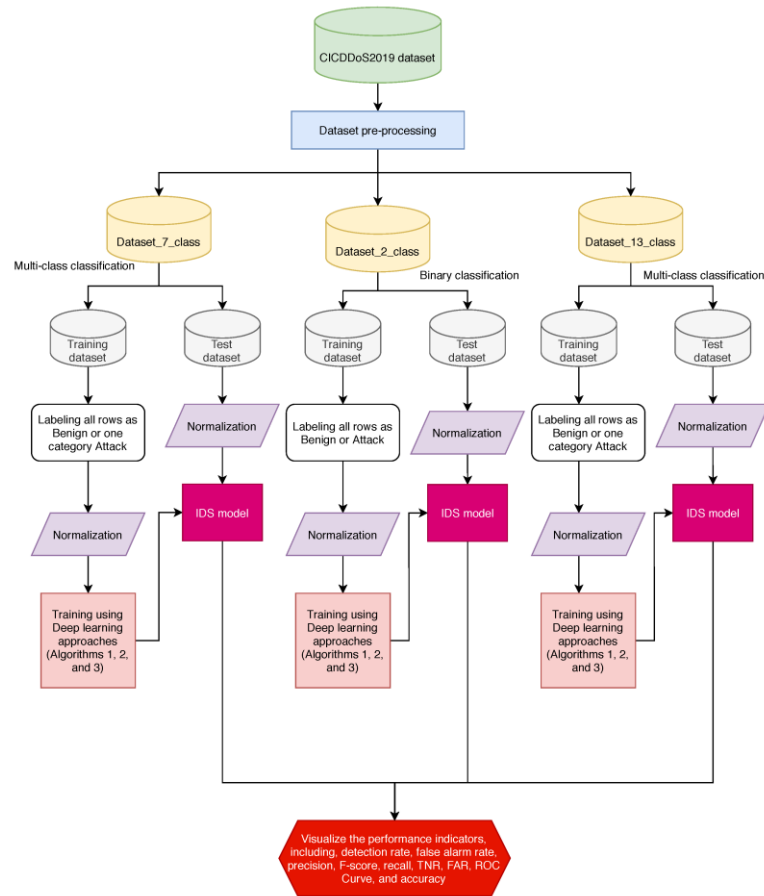 CICDDoS2019 dataset
Dataset pre-processing
Dataset_7_class
Dataset_2_class
Dataset_13_class
Multi-class classification
Binary classification
Multi-class classification
Training
dataset
Test
dataset
Training
dataset
Test
dataset
Training
dataset
Test
dataset
Labeling all rows as
Benign or one
category Attack
Normalization
Labeling all rows as
Benign or Attack
Normalization
Labeling all rows as
Benign or one
category Attack
Normalization
Normalization
IDS model
Normalization
IDS model
Normalization
IDS model
Training using
Deep learning
approaches
(Algorithms 1, 2,
and 3)
Training using
Deep learning
approaches
(Algorithms 1, 2,
and 3)
Training using
Deep learning
approaches
(Algorithms 1, 2,
and 3)
Visualize the performance indicators,
including, detection rate, false alarm rate,
precision, F-score, recall, TNR, FAR, ROC
Curve, and accuracy